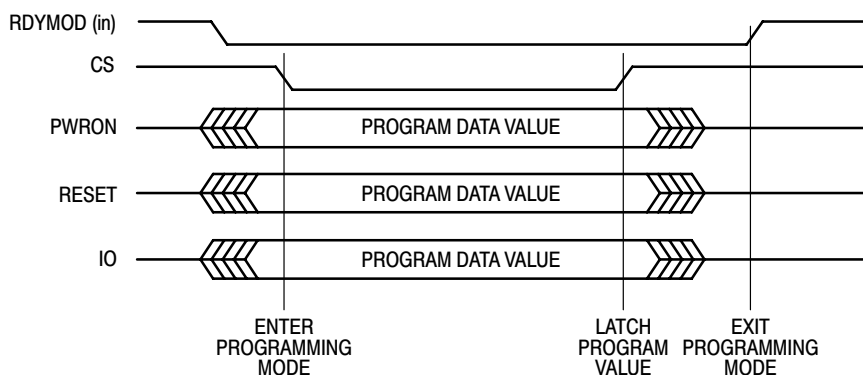 RDYMOD (in)
CS
PWRON
PROGRAM DATA VALUE
RESET
PROGRAM DATA VALUE
IO
PROGRAM DATA VALUE
ENTER
PROGRAMMING
MODE
LATCH
PROGRAM
VALUE
EXIT
PROGRAMMING
MODE